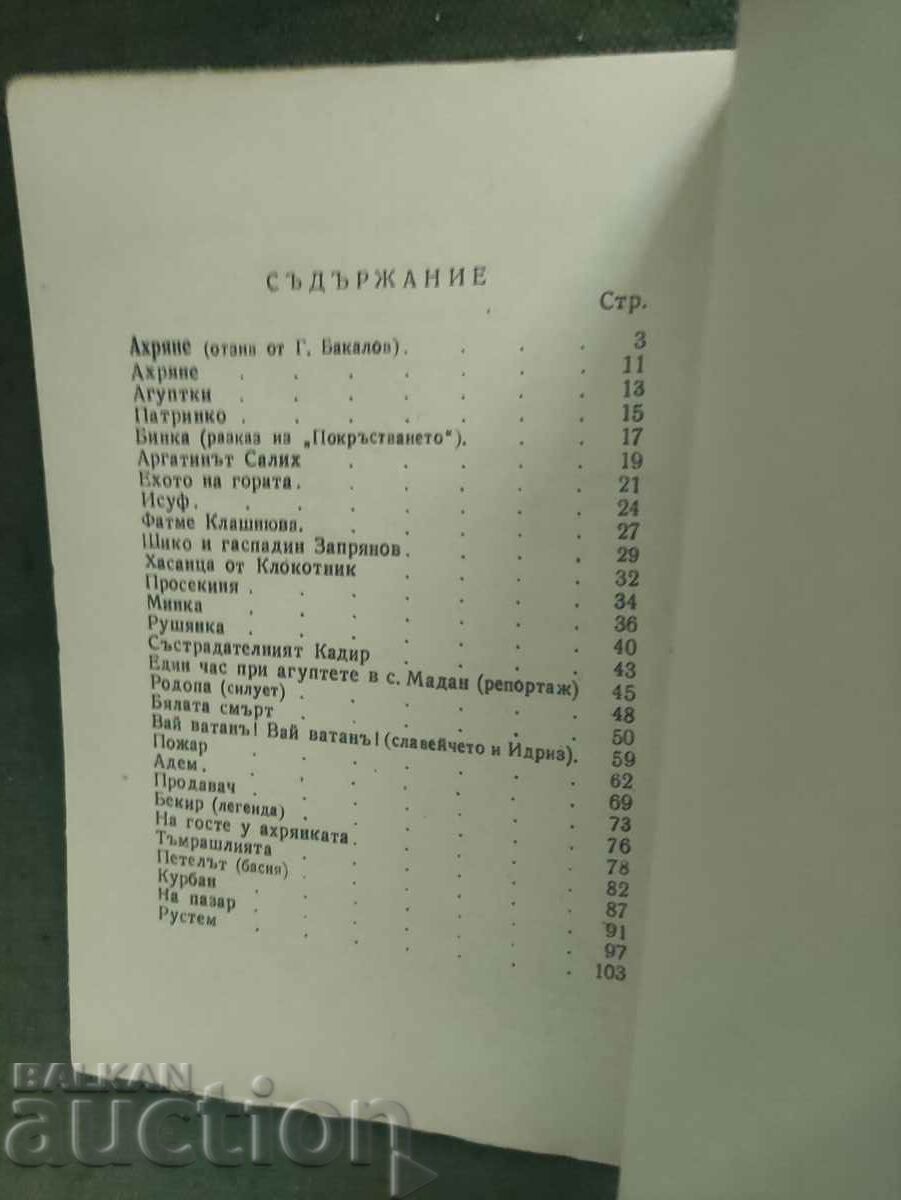 СЪДЪРЖАНИЕ
Стр.
Ахряне (отзив от Г. Бакалов) . . . . 3
Ахряне . . . . . . . 11
Агуптки . . . . . . . 13
Патринко . . . . . . . 15
Бинка (разказ из „Покръстването“) . . . 17
Аргатинът Салих . . . . . 19
Ехото на гората . . . . . . 21
Исуф . . . . . . . . 24
Фатме Клашнюва . . . . . . 27
Шико и гаспадин Запрянов . . . . 29
Хасанца от Клокотник . . . . 32
Просекиня . . . . . . . 34
Минка . . . . . . . 36
Рушянка . . . . . . . 40
Състрадателният Кадир . . . . 43
Един час при агуптете в с. Мадан (репортаж) 45
Родопа (силует) . . . . . . 48
Бялата смърт . . . . . . 50
Вай ватанъ! Вай ватанъ! (славейчето и Идриз) . 59
Пожар . . . . . . . 62
Адем . . . . . . . . 69
Продавач . . . . . . . 73
Бекир (легенда) . . . . . . 76
На госте у ахрянката . . . . . 78
Тъмрашлията . . . . . . 82
Петелът (басня) . . . . . . 87
Курбан . . . . . . . 91
На пазар . . . . . . . 97
Рустем . . . . . . . 103
BALKAN
auction